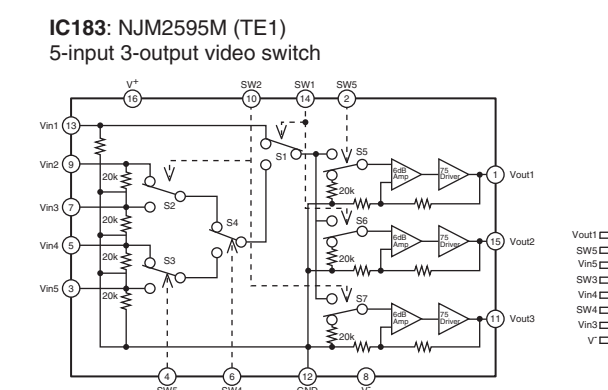 IC183: NJM2595M (TE1)
5-input 3-output video switch
V+ SW2 SW1 SW5
16 10 14 2
Vin1 13
S1
S5
Vin2 9
6dB Amp
75 Driver
1 Vout1
20k
20k
S2
Vin3 7
20k
S4
S6
Vin4 5
6dB Amp
75 Driver
15 Vout2
20k
20k
S3
Vin5 3
20k
S7
6dB Amp
75 Driver
11 Vout3
20k
4 6 12 8
SW5 SW4 GND V-
Vout1
SW5
Vin5
SW3
Vin4
SW4
Vin3
V-